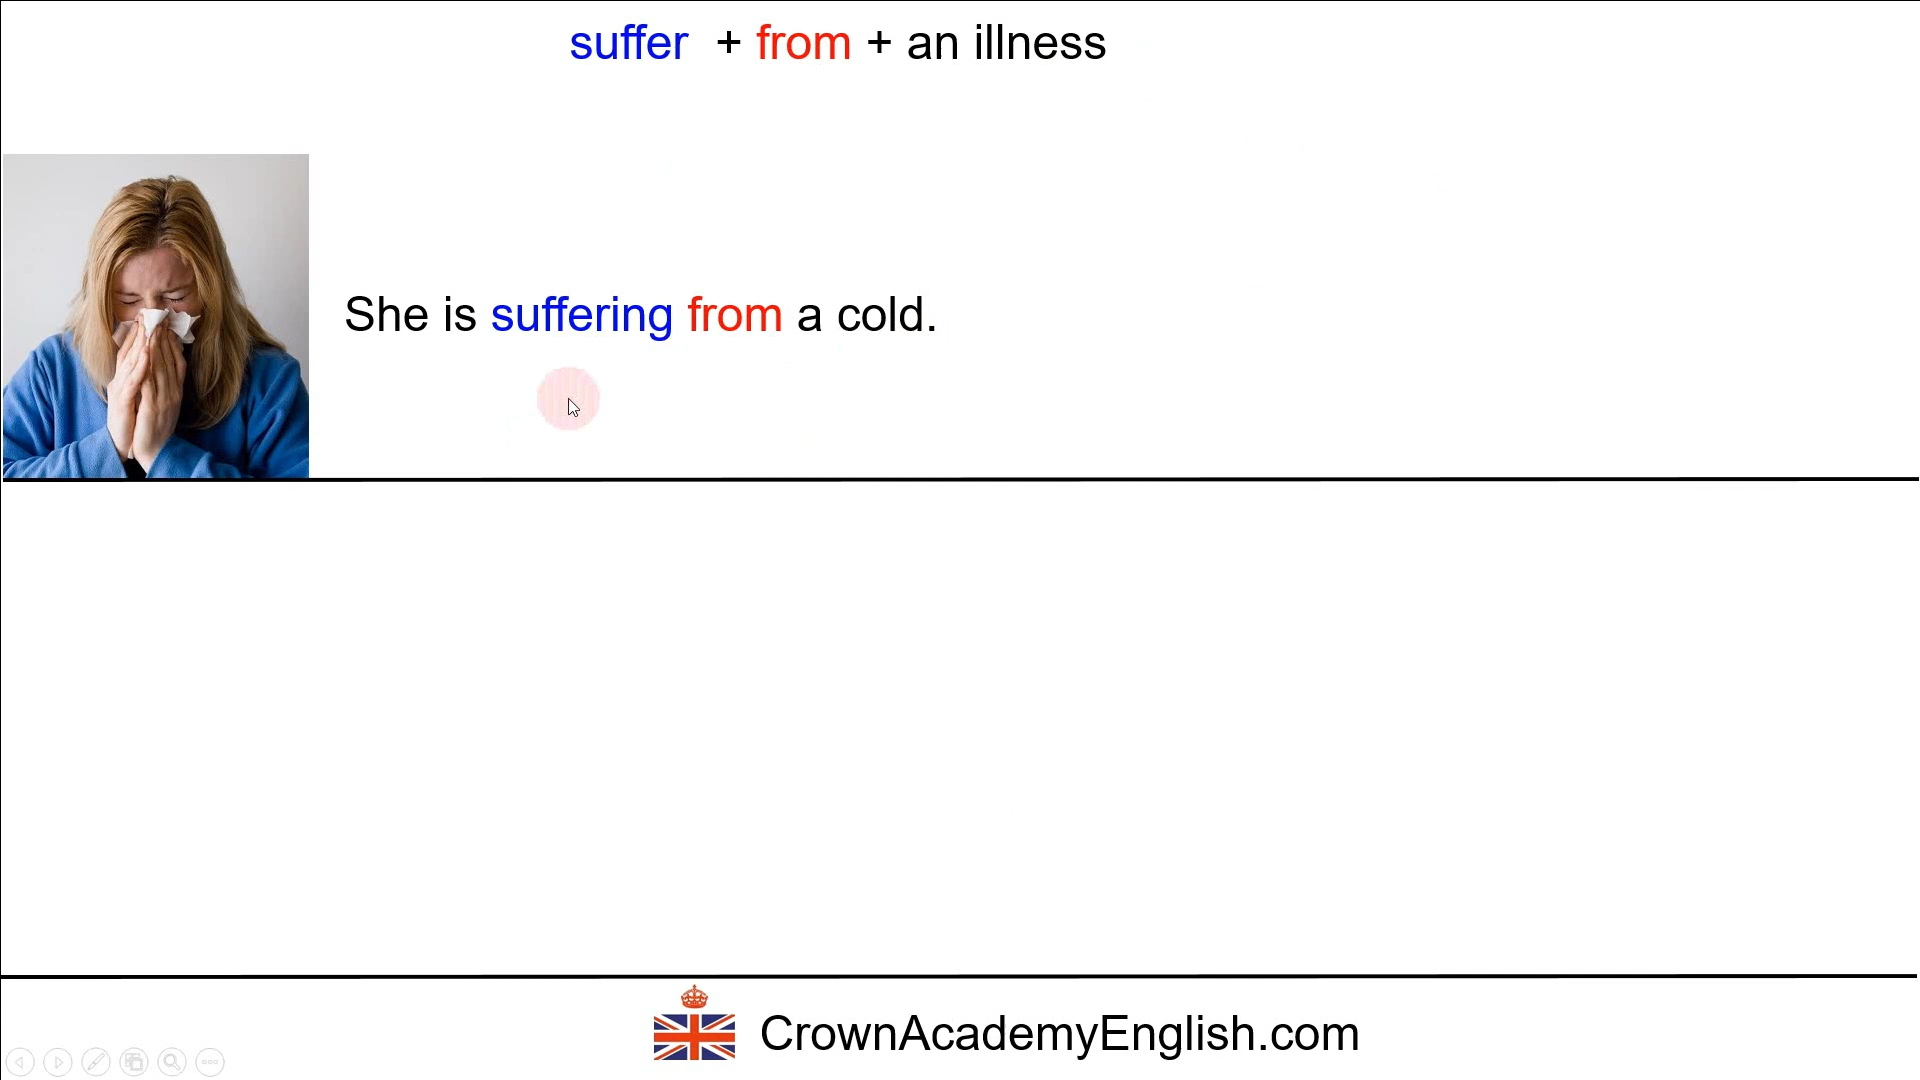 suffer + from + an illness
She is suffering from a cold.
CrownAcademyEnglish.com